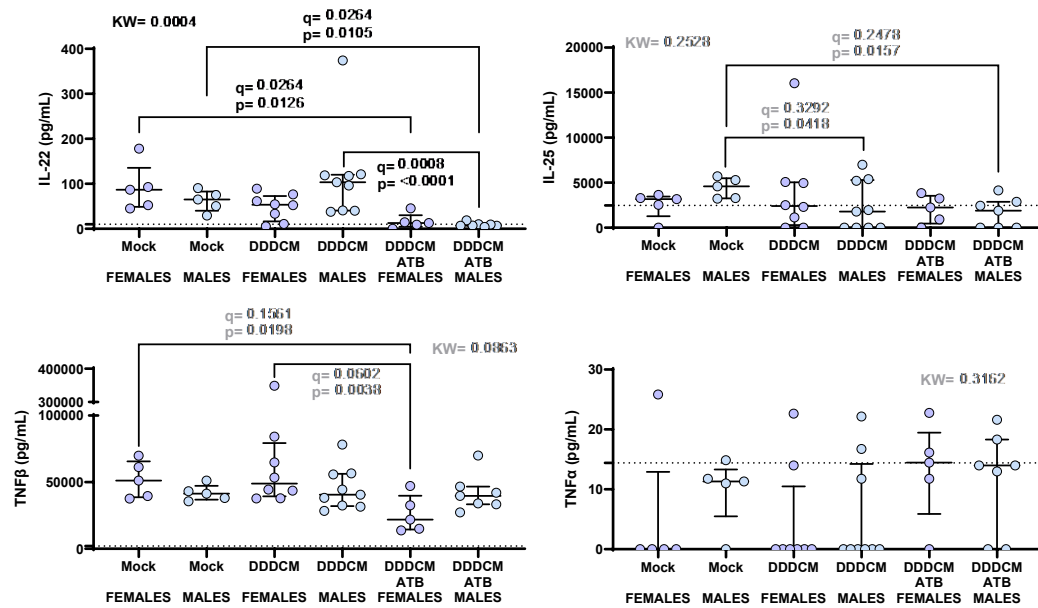 KW= 0.0004
q= 0.0264
p= 0.0105
q= 0.0264
p= 0.0126
q= 0.0008
p= <0.0001
IL-22 (pg/mL)
400
300
200
100
0
Mock Mock DDDCM DDDCM DDDCM DDDCM
ATB ATB
FEMALES MALES FEMALES MALES FEMALES MALES
KW= 0.2528
q= 0.2478
p= 0.0157
q= 0.3292
p= 0.0418
IL-25 (pg/mL)
20000
15000
10000
5000
0
Mock Mock DDDCM DDDCM DDDCM DDDCM
ATB ATB
FEMALES MALES FEMALES MALES FEMALES MALES
q= 0.1561
p= 0.0198
KW= 0.0863
q= 0.0602
p= 0.0038
TNFβ (pg/mL)
400000
300000
100000
50000
0
Mock Mock DDDCM DDDCM DDDCM DDDCM
ATB ATB
FEMALES MALES FEMALES MALES FEMALES MALES
KW= 0.3162
TNFα (pg/mL)
30
20
10
0
Mock Mock DDDCM DDDCM DDDCM DDDCM
ATB ATB
FEMALES MALES FEMALES MALES FEMALES MALES